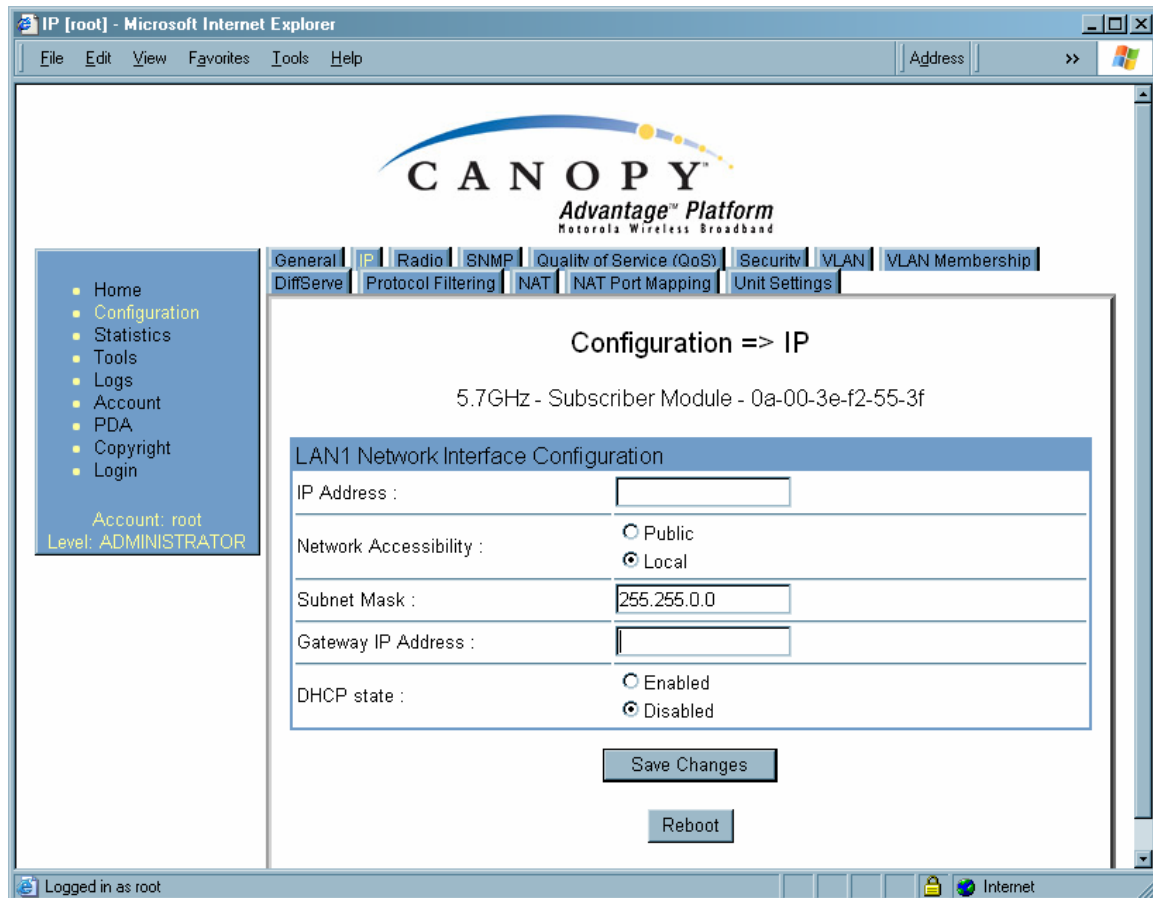 IP [root] - Microsoft Internet Explorer
File Edit View Favorites Tools Help Address »
CANOPY™
Advantage™ Platform
Motorola Wireless Broadband
General IP Radio SNMP Quality of Service (QoS) Security VLAN VLAN Membership
DiffServe Protocol Filtering NAT NAT Port Mapping Unit Settings
Home
Configuration
Statistics
Tools
Logs
Account
PDA
Copyright
Login
Account: root
Level: ADMINISTRATOR
Configuration => IP
5.7GHz - Subscriber Module - 0a-00-3e-f2-55-3f
LAN1 Network Interface Configuration
IP Address :
Network Accessibility :
Public
Local
Subnet Mask : 255.255.0.0
Gateway IP Address :
DHCP state :
Enabled
Disabled
Save Changes
Reboot
Logged in as root Internet